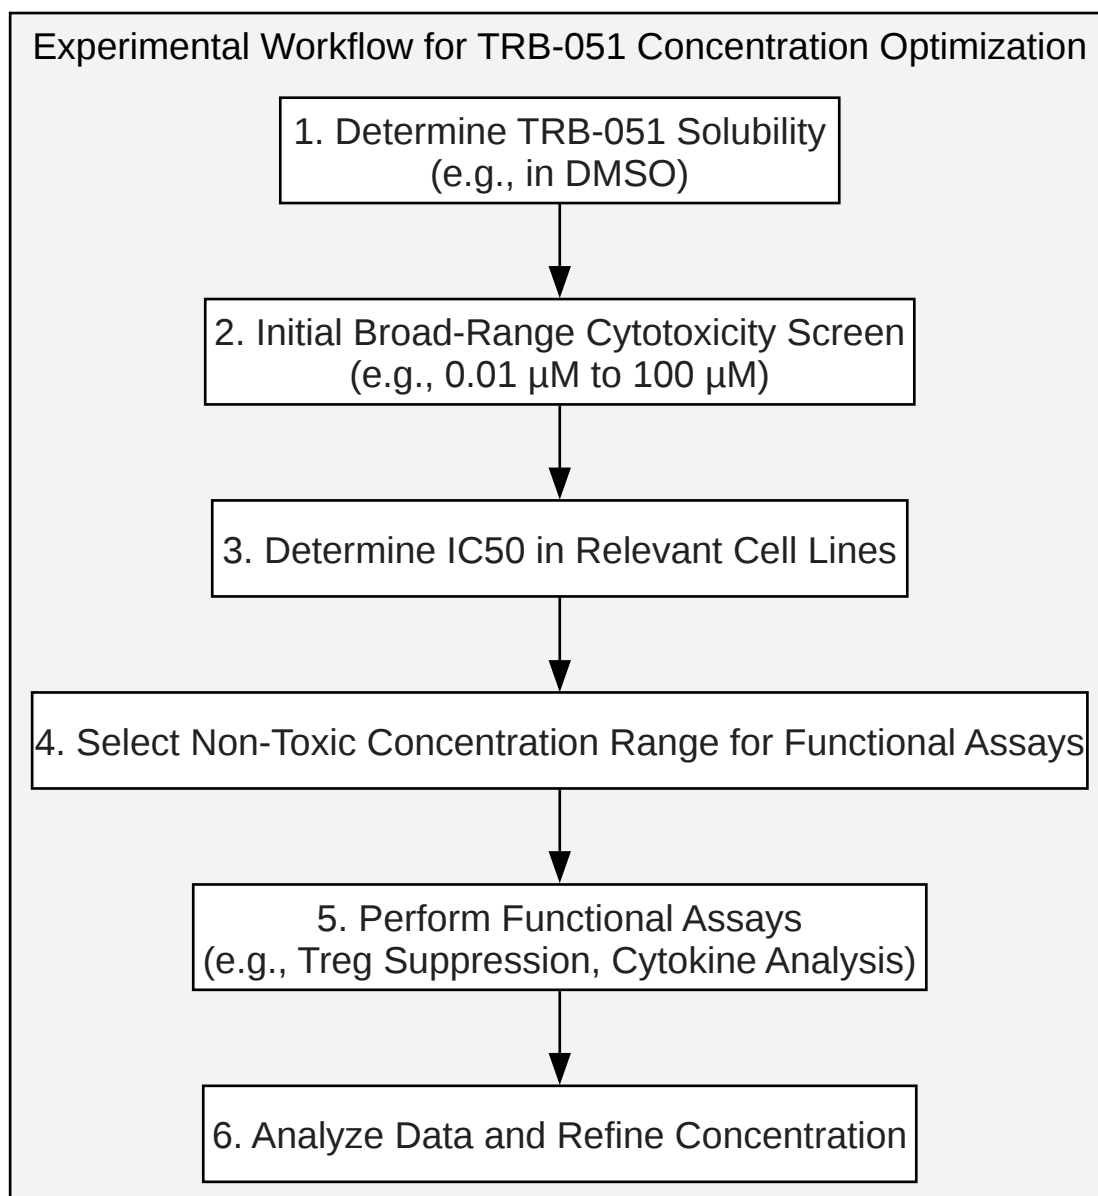 Experimental Workflow for TRB-051 Concentration Optimization
1. Determine TRB-051 Solubility
(e.g., in DMSO)
2. Initial Broad-Range Cytotoxicity Screen
(e.g., 0.01 µM to 100 µM)
3. Determine IC50 in Relevant Cell Lines
4. Select Non-Toxic Concentration Range for Functional Assays
5. Perform Functional Assays
(e.g., Treg Suppression, Cytokine Analysis)
6. Analyze Data and Refine Concentration